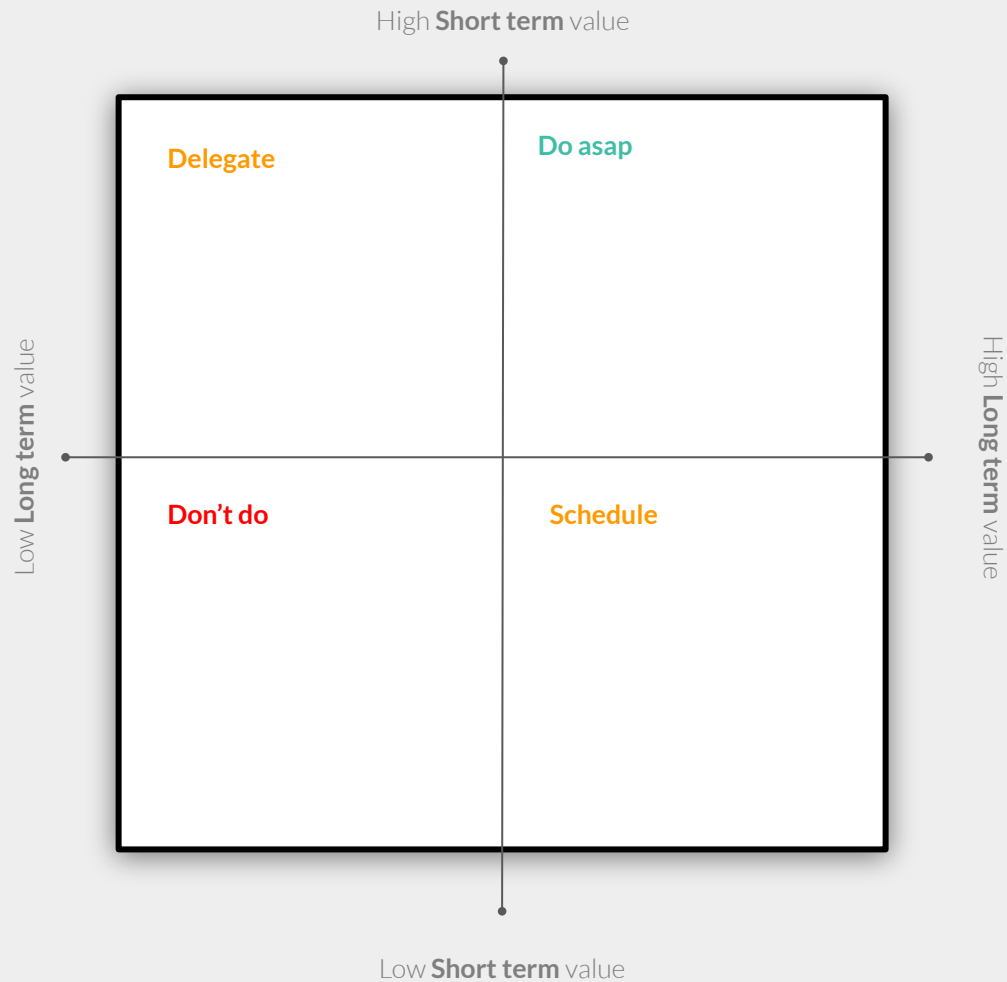 High Short term value
Do asap
Delegate
Low Long term value
High Long term value
Don’t do
Schedule
Low Short term value